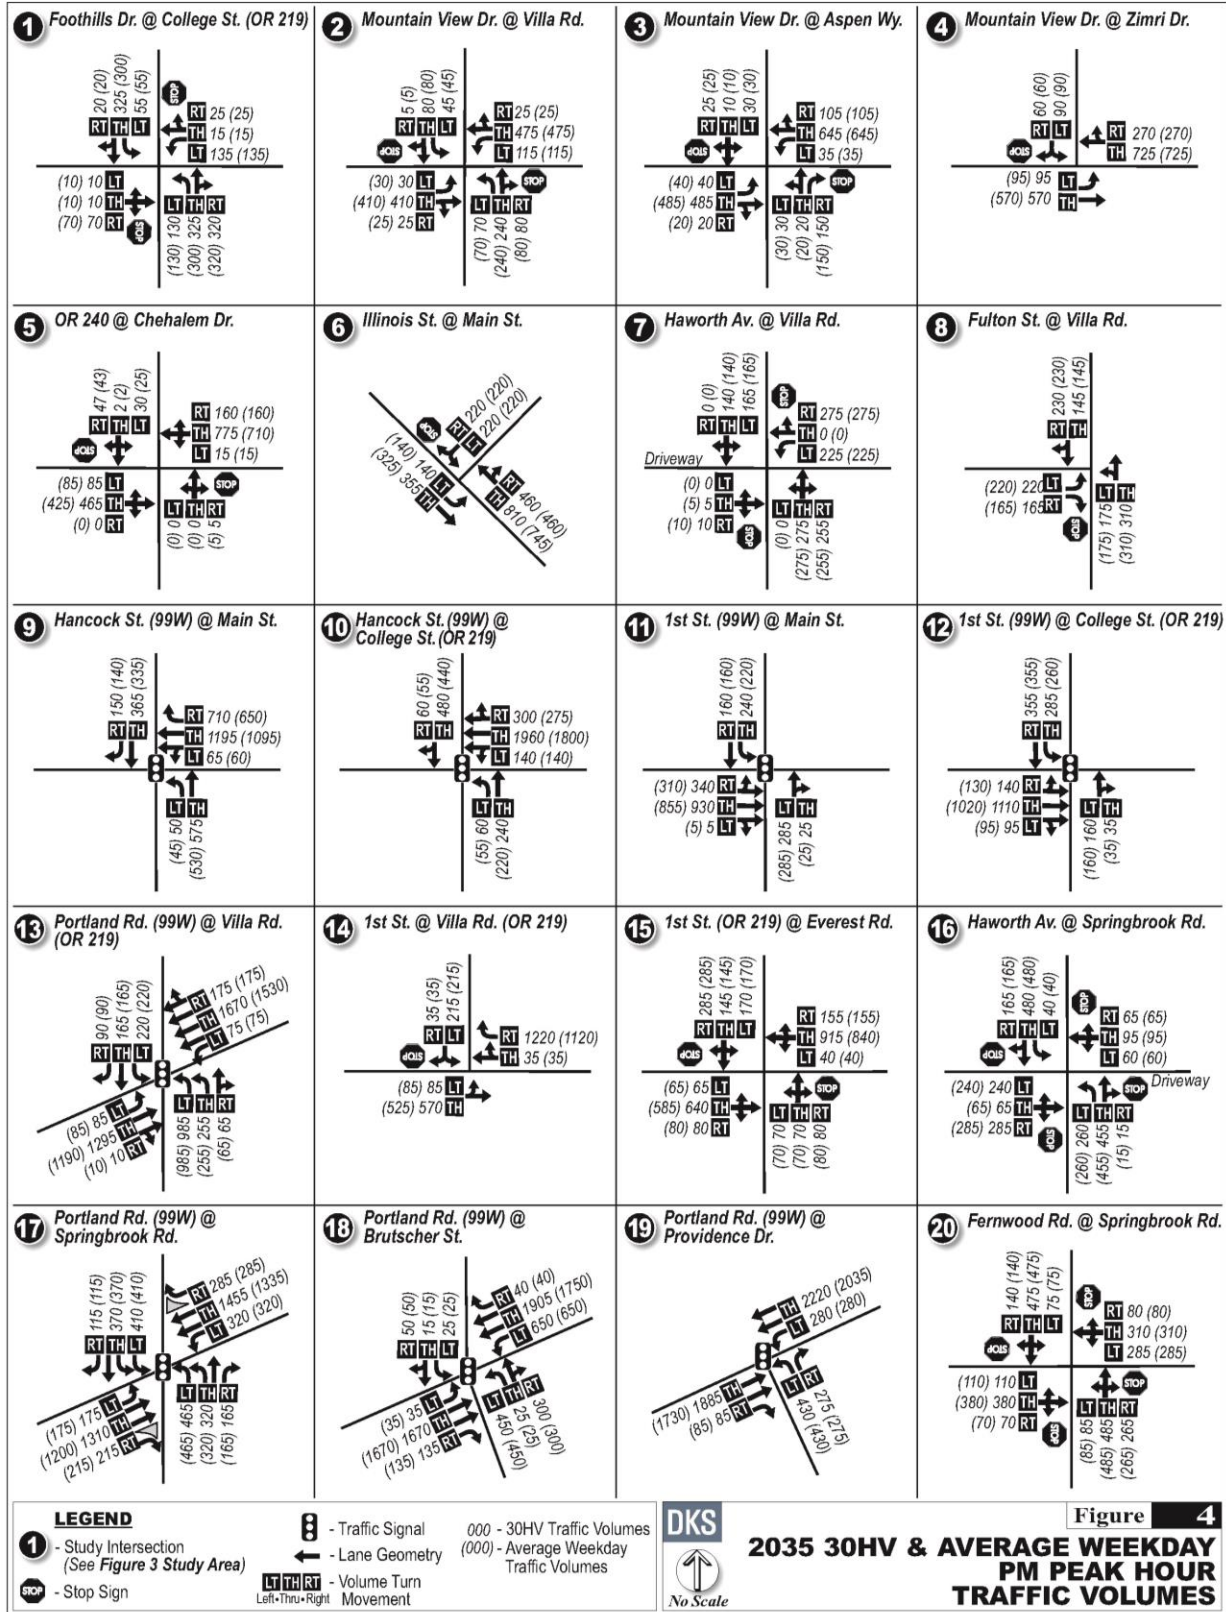 1 Foothills Dr. @ College St. (OR 219)
20 (20)
325 (300)
55 (55)
RT TH LT
STOP
RT 25 (25)
TH 15 (15)
LT 135 (135)
(10) 10 LT
(10) 10 TH
(70) 70 RT
STOP
LT TH RT
(130) 130
(300) 325
(320) 320
2 Mountain View Dr. @ Villa Rd.
5 (5)
80 (80)
45 (45)
RT TH LT
STOP
RT 25 (25)
TH 475 (475)
LT 115 (115)
(30) 30 LT
(410) 410 TH
(25) 25 RT
STOP
LT TH RT
(70) 70
(240) 240
(80) 80
3 Mountain View Dr. @ Aspen Wy.
25 (25)
10 (10)
30 (30)
RT TH LT
STOP
RT 105 (105)
TH 645 (645)
LT 35 (35)
(40) 40 LT
(485) 485 TH
(20) 20 RT
STOP
LT TH RT
(30) 30
(20) 20
(150) 150
4 Mountain View Dr. @ Zimri Dr.
60 (60)
90 (90)
RT LT
STOP
RT 270 (270)
TH 725 (725)
(95) 95 LT
(570) 570 TH
5 OR 240 @ Chehalem Dr.
47 (43)
2 (2)
30 (25)
RT TH LT
STOP
RT 160 (160)
TH 775 (710)
LT 15 (15)
(85) 85 LT
(425) 465 TH
(0) 0 RT
STOP
LT TH RT
(0) 0
(0) 0
(5) 5
6 Illinois St. @ Main St.
STOP
RT 220 (220)
LT 220 (220)
(140) 140 LT
(325) 355 TH
RT 460 (460)
TH 810 (745)
7 Haworth Av. @ Villa Rd.
0 (0)
140 (140)
165 (165)
RT TH LT
STOP
RT 275 (275)
TH 0 (0)
LT 225 (225)
Driveway
(0) 0 LT
(5) 5 TH
(10) 10 RT
STOP
LT TH RT
(0) 0
(275) 275
(255) 255
8 Fulton St. @ Villa Rd.
230 (230)
145 (145)
RT TH
(220) 220 LT
(165) 165 RT
STOP
LT TH
(175) 175
(310) 310
9 Hancock St. (99W) @ Main St.
150 (140)
365 (335)
RT TH
RT 710 (650)
TH 1195 (1095)
LT 65 (60)
LT TH
(45) 50
(530) 575
10 Hancock St. (99W) @
College St. (OR 219)
60 (55)
480 (440)
RT TH
RT 300 (275)
TH 1960 (1800)
LT 140 (140)
LT TH
(55) 60
(220) 240
11 1st St. (99W) @ Main St.
160 (160)
240 (220)
RT TH
(310) 340 RT
(855) 930 TH
(5) 5 LT
LT TH
(285) 285
(25) 25
12 1st St. (99W) @ College St. (OR 219)
355 (355)
285 (260)
RT TH
(130) 140 RT
(1020) 1110 TH
(95) 95 LT
LT TH
(160) 160
(35) 35
13 Portland Rd. (99W) @ Villa Rd.
(OR 219)
90 (90)
165 (165)
220 (220)
RT TH LT
RT 175 (175)
TH 1670 (1530)
LT 75 (75)
(85) 85 LT
(1190) 1295 TH
(10) 10 RT
LT TH RT
(985) 985
(255) 255
(65) 65
14 1st St. @ Villa Rd. (OR 219)
35 (35)
215 (215)
RT LT
STOP
RT 1220 (1120)
TH 35 (35)
(85) 85 LT
(525) 570 TH
15 1st St. (OR 219) @ Everest Rd.
285 (285)
145 (145)
170 (170)
RT TH LT
STOP
RT 155 (155)
TH 915 (840)
LT 40 (40)
(65) 65 LT
(585) 640 TH
(80) 80 RT
STOP
LT TH RT
(70) 70
(70) 70
(80) 80
16 Haworth Av. @ Springbrook Rd.
165 (165)
480 (480)
40 (40)
RT TH LT
STOP
STOP
RT 65 (65)
TH 95 (95)
LT 60 (60)
(240) 240 LT
(65) 65 TH
(285) 285 RT
STOP
STOP
Driveway
LT TH RT
(260) 260
(455) 455
(15) 15
17 Portland Rd. (99W) @
Springbrook Rd.
115 (115)
370 (370)
410 (410)
RT TH LT
RT 285 (285)
TH 1455 (1335)
LT 320 (320)
(175) 175 LT
(1200) 1310 TH
(215) 215 RT
LT TH RT
(465) 465
(320) 320
(165) 165
18 Portland Rd. (99W) @
Brutscher St.
50 (50)
15 (15)
25 (25)
RT TH LT
RT 40 (40)
TH 1905 (1750)
LT 650 (650)
(35) 35 LT
(1670) 1670 TH
(135) 135 RT
LT TH RT
450 (450)
25 (25)
300 (300)
19 Portland Rd. (99W) @
Providence Dr.
TH 2220 (2035)
LT 280 (280)
(1730) 1885 TH
(85) 85 RT
LT RT
430 (430)
275 (275)
20 Fernwood Rd. @ Springbrook Rd.
140 (140)
475 (475)
75 (75)
RT TH LT
STOP
STOP
RT 80 (80)
TH 310 (310)
LT 285 (285)
(110) 110 LT
(380) 380 TH
(70) 70 RT
STOP
STOP
LT TH RT
(85) 85
(485) 485
(265) 265
LEGEND
1 - Study Intersection
(See Figure 3 Study Area)
STOP - Stop Sign
- Traffic Signal
- Lane Geometry
LT TH RT - Volume Turn
Left•Thru•Right Movement
000 - 30HV Traffic Volumes
(000) - Average Weekday
Traffic Volumes
DKS
No Scale
Figure 4
2035 30HV & AVERAGE WEEKDAY
PM PEAK HOUR
TRAFFIC VOLUMES